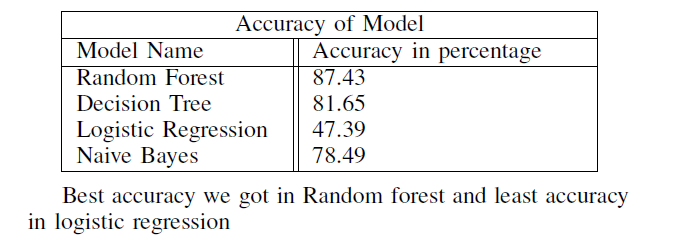 Accuracy of Model
Model Name Accuracy in percentage
Random Forest 87.43
Decision Tree 81.65
Logistic Regression 47.39
Naive Bayes 78.49
Best accuracy we got in Random forest and least accuracy
in logistic regression